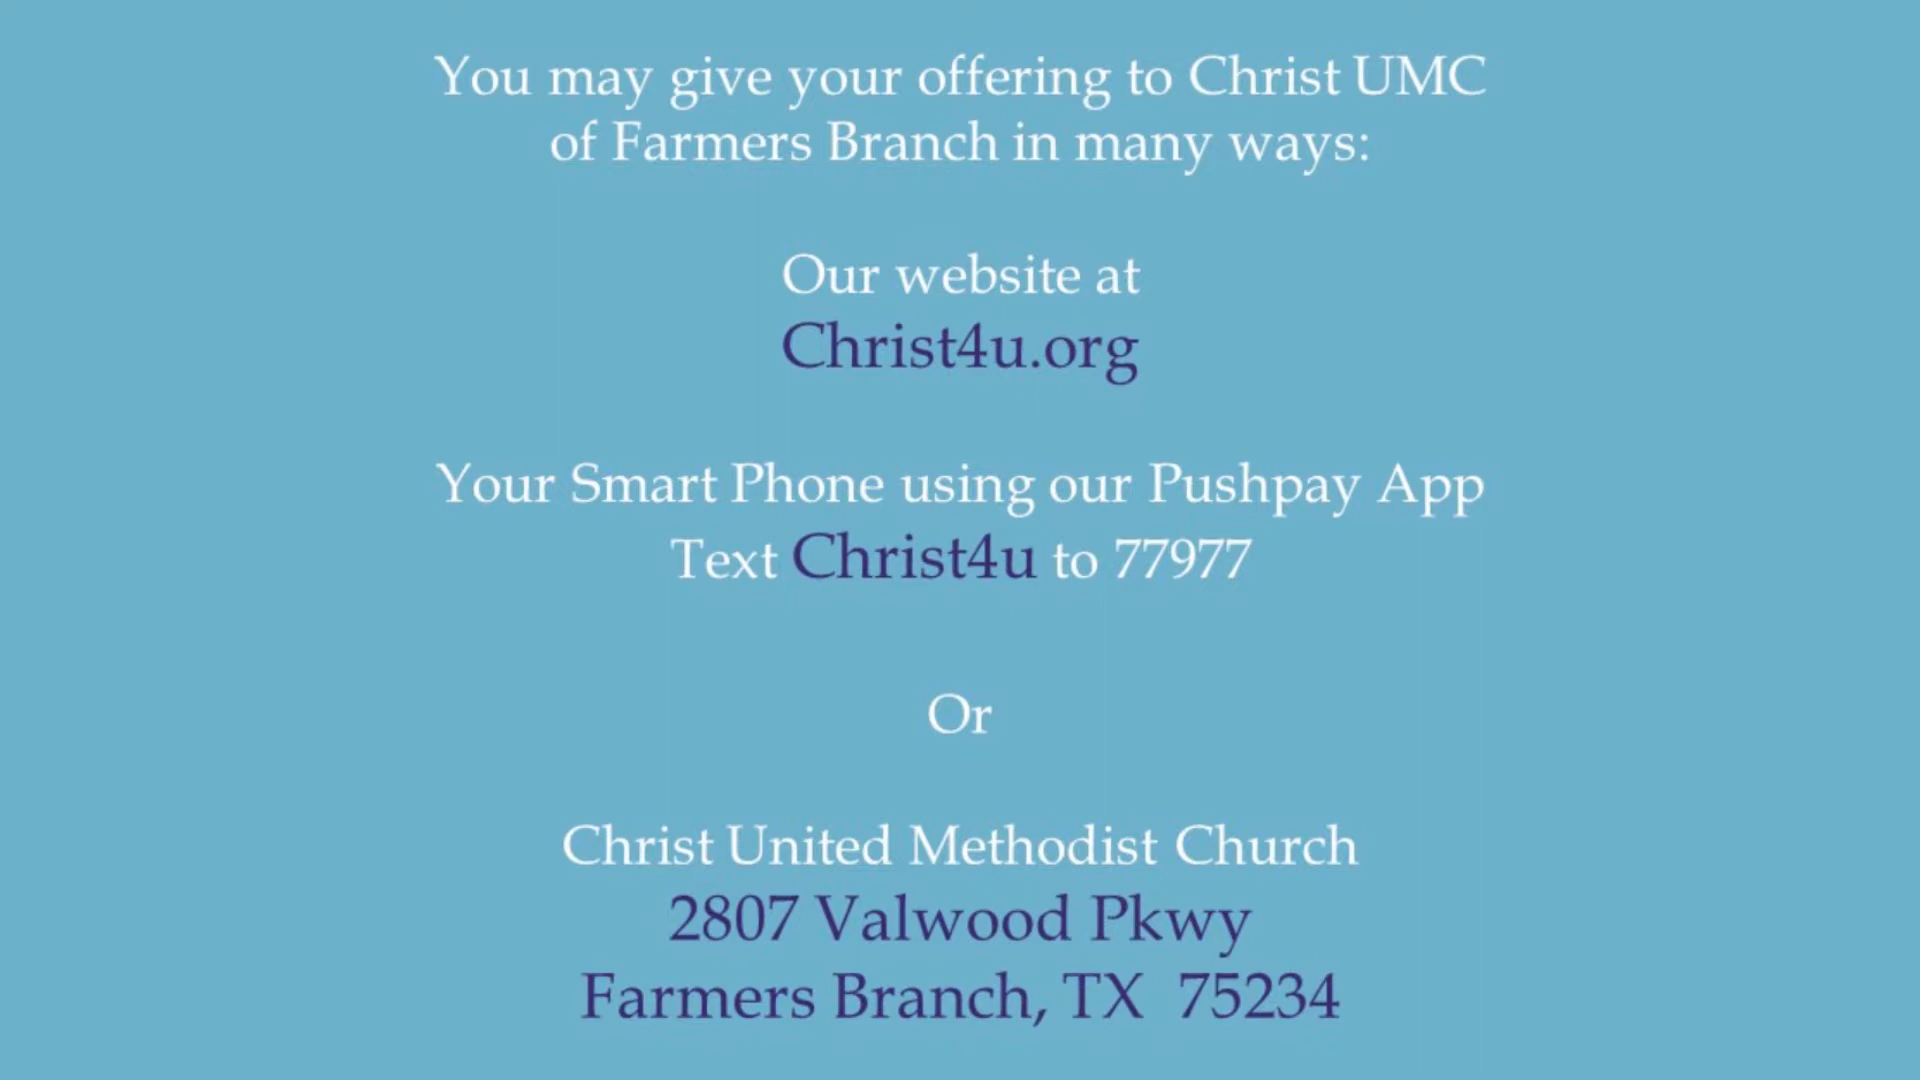 You may give your offering to Christ UMC
of Farmers Branch in many ways:
Our website at
Christ4u.org
Your Smart Phone using our Pushpay App
Text Christ4u to 77977
Or
Christ United Methodist Church
2807 Valwood Pkwy
Farmers Branch, TX  75234